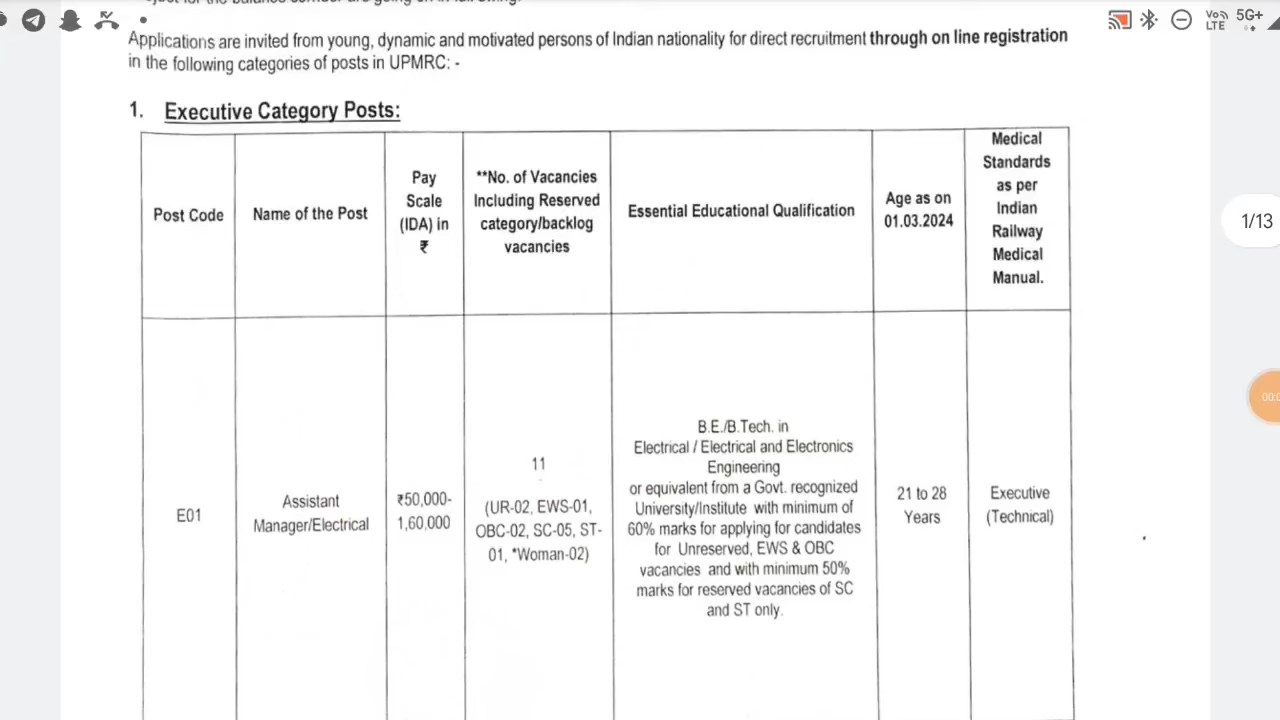 Applications are invited from young, dynamic and motivated persons of Indian nationality for direct recruitment through on line registration
in the following categories of posts in UPMRC: -
1. Executive Category Posts:
Post Code
Name of the Post
Pay
Scale
(IDA) in
₹
**No. of Vacancies
Including Reserved
category/backlog
vacancies
Essential Educational Qualification
Age as on
01.03.2024
Medical
Standards
as per
Indian
Railway
Medical
Manual.
E01
Assistant
Manager/Electrical
₹50,000-
1,60,000
11
(UR-02, EWS-01,
OBC-02, SC-05, ST-
01, *Woman-02)
B.E./B.Tech. in
Electrical / Electrical and Electronics
Engineering
or equivalent from a Govt. recognized
University/Institute with minimum of
60% marks for applying for candidates
for Unreserved, EWS & OBC
vacancies and with minimum 50%
marks for reserved vacancies of SC
and ST only.
21 to 28
Years
Executive
(Technical)
Vo
LTE
5G+
1/13